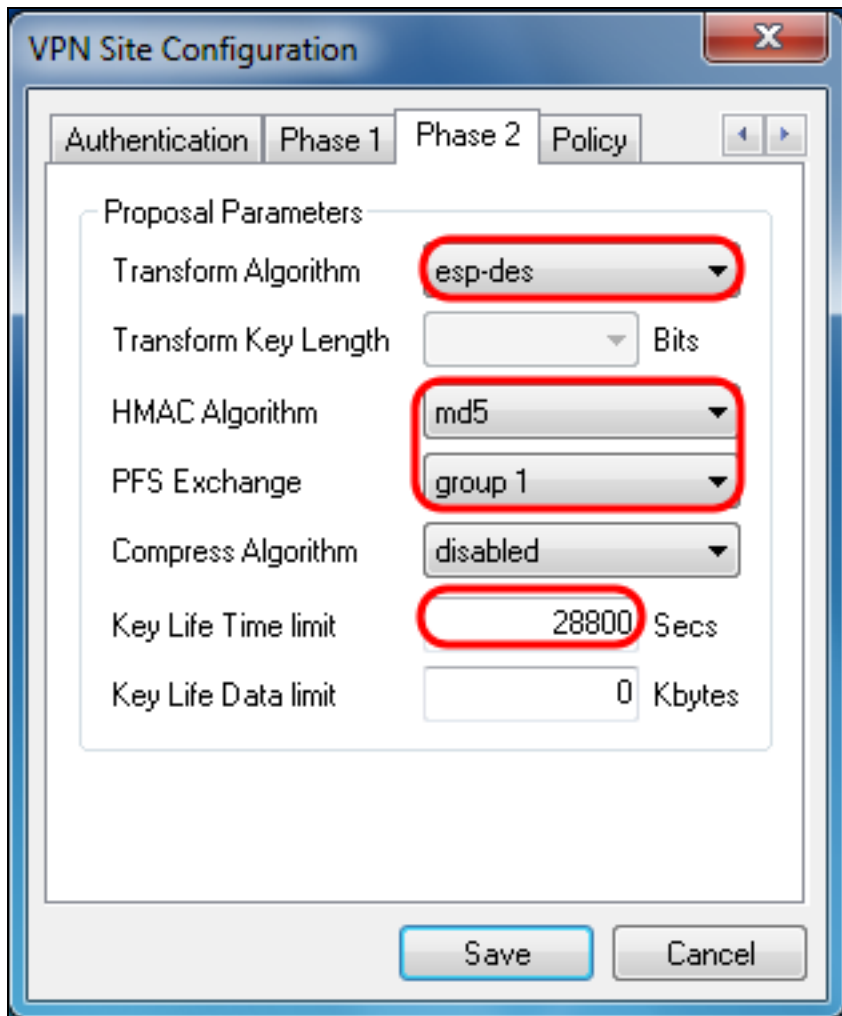 VPN Site Configuration
Authentication Phase 1 Phase 2 Policy
Proposal Parameters
Transform Algorithm esp-des
Transform Key Length Bits
HMAC Algorithm md5
PFS Exchange group 1
Compress Algorithm disabled
Key Life Time limit 28800 Secs
Key Life Data limit 0 Kbytes
Save Cancel